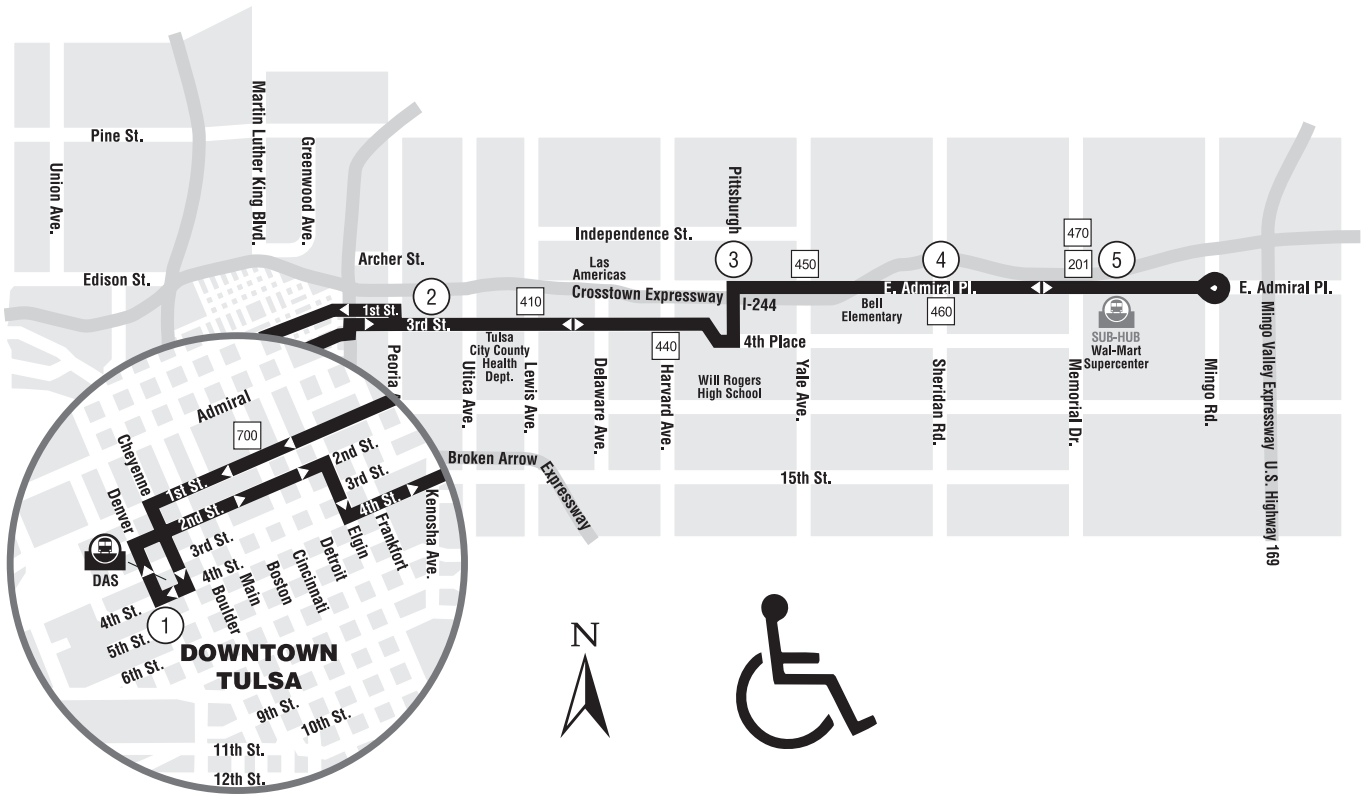 Pine St.
Union Ave.
Martin Luther King Blvd.
Greenwood Ave.
Edison St.
Archer St.
Independence St.
Pittsburgh
Las
Americas
Crosstown Expressway
I-244
1st St.
2
3rd St.
410
3
450
4
470
201
5
E. Admiral Pl.
E. Admiral Pl.
Bell
Elementary
460
440
4th Place
Tulsa
City County
Health
Dept.
Will Rogers
High School
SUB-HUB
Wal-Mart
Supercenter
Peoria
Utica Ave.
Lewis Ave.
Delaware Ave.
Harvard Ave.
Yale Ave.
Sheridan Rd.
Memorial Dr.
Mingo Rd.
Mingo Valley Expressway U.S. Highway 169
Broken Arrow
Expressway
15th St.
Admiral
700
Cheyenne
Denver
1st St.
2nd St.
2nd St.
3rd St.
4th St.
Kenosha Ave.
Frankfort
Elgin
Detroit
Cincinnati
Boston
Main
Boulder
3rd St.
4th St.
DAS
4th St.
1
5th St.
6th St.
DOWNTOWN
TULSA
9th St.
10th St.
11th St.
12th St.
N